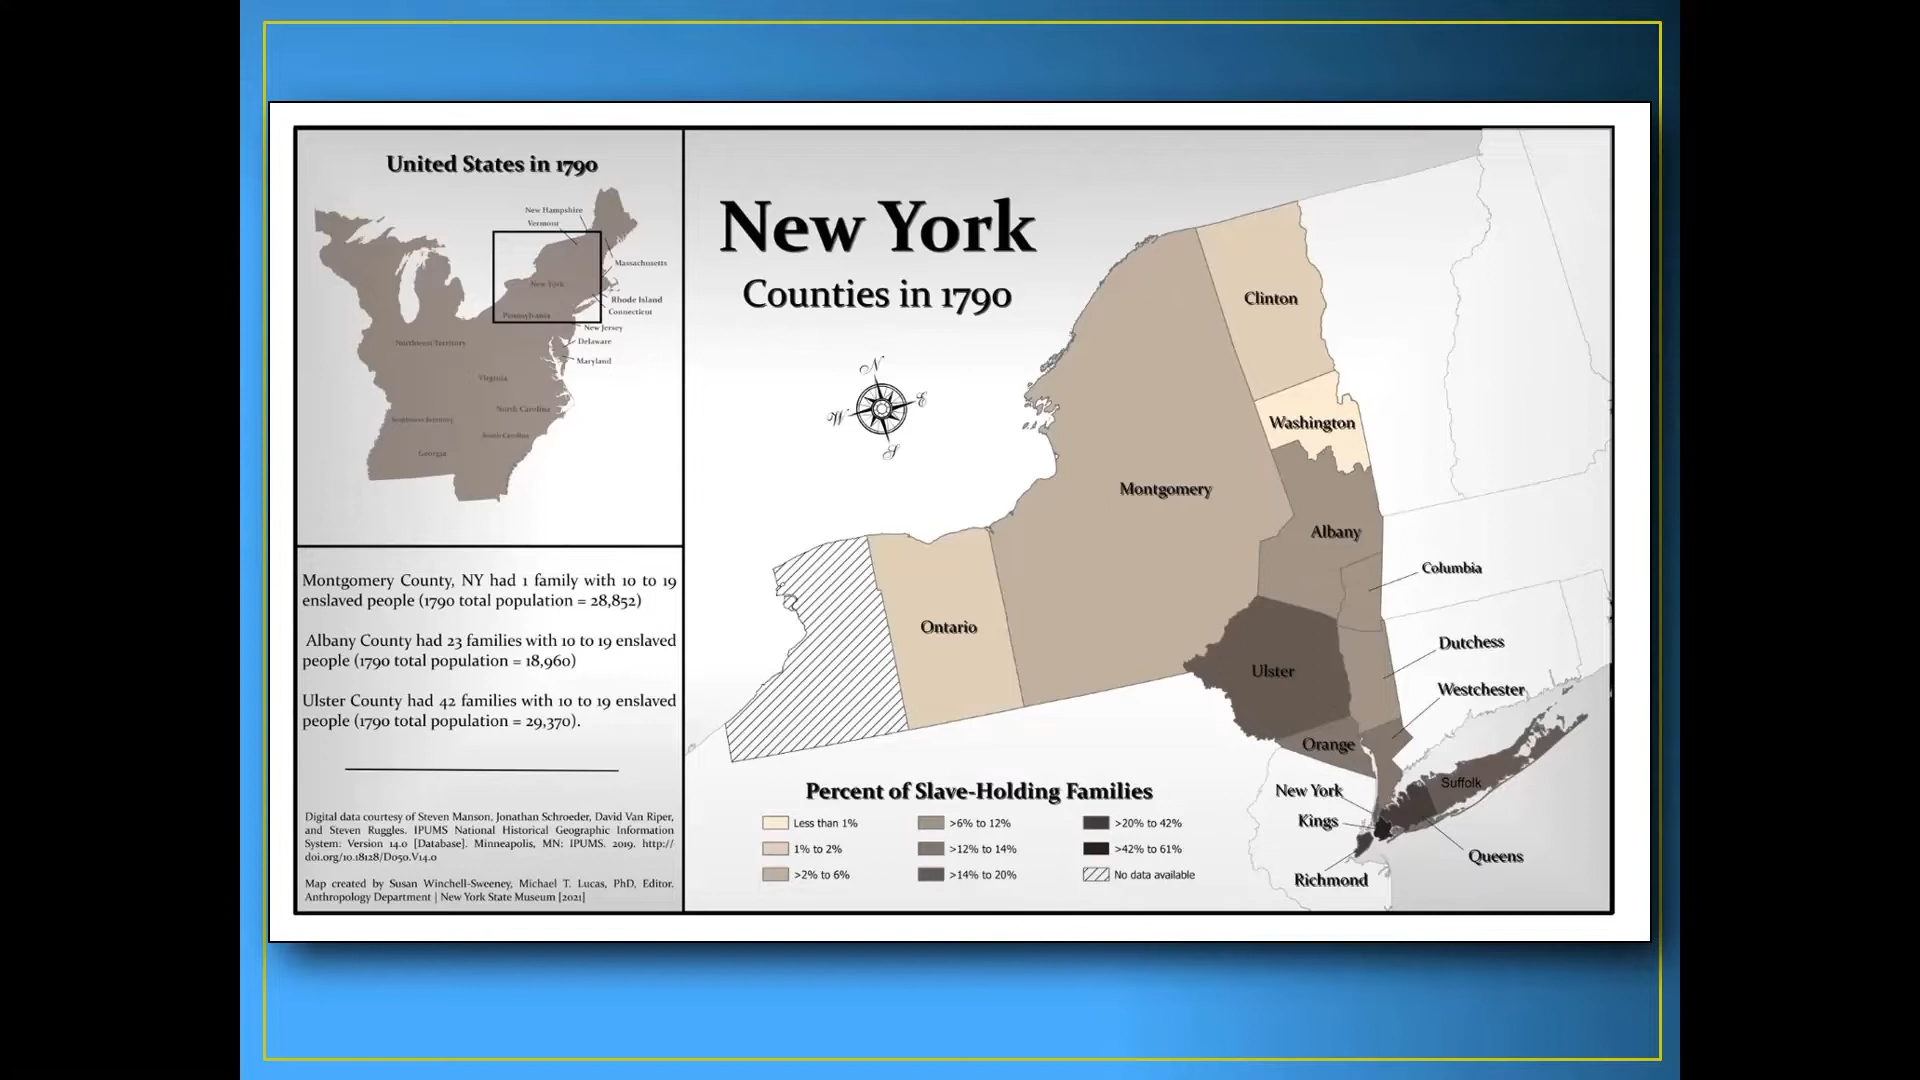 United States in 1790
New Hampshire
Vermont
Massachusetts
New York
Rhode Island
Connecticut
Pennsylvania
New Jersey
Delaware
Northwest Territory
Maryland
Virginia
North Carolina
Southwest Territory
South Carolina
Georgia
Montgomery County, NY had 1 family with 10 to 19
enslaved people (1790 total population = 28,852)
Albany County had 23 families with 10 to 19 enslaved
people (1790 total population = 18,960)
Ulster County had 42 families with 10 to 19 enslaved
people (1790 total population = 29,370).
Digital data courtesy of Steven Manson, Jonathan Schroeder, David Van Riper,
and Steven Ruggles. IPUMS National Historical Geographic Information
System: Version 14.0 [Database]. Minneapolis, MN: IPUMS. 2019. http://
doi.org/10.18128/D050.V14.0
Map created by Susan Winchell-Sweeney, Michael T. Lucas, PhD, Editor.
Anthropology Department | New York State Museum [2021]
New York
Counties in 1790
N
W
E
S
Clinton
Washington
Montgomery
Albany
Columbia
Ontario
Dutchess
Ulster
Westchester
Orange
Suffolk
New York
Kings
Queens
Richmond
Percent of Slave-Holding Families
Less than 1%
1% to 2%
>2% to 6%
>6% to 12%
>12% to 14%
>14% to 20%
>20% to 42%
>42% to 61%
No data available